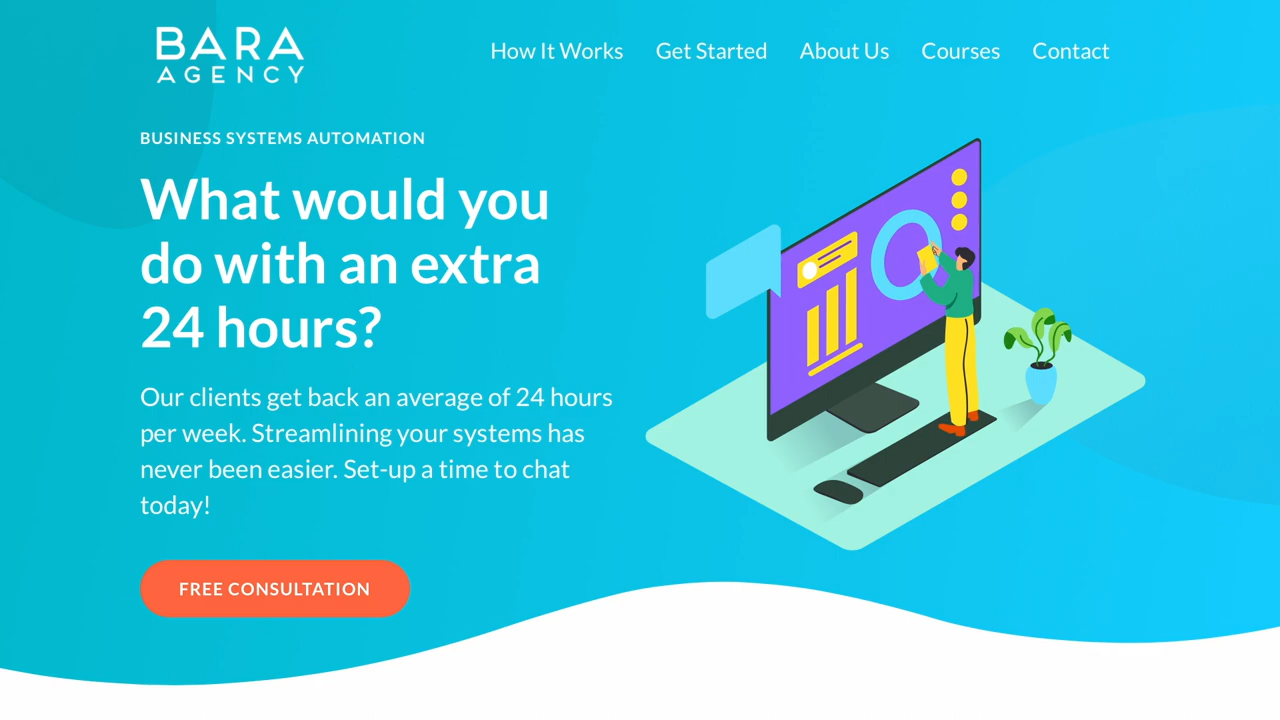 BARA
AGENCY
How It Works Get Started About Us Courses Contact
BUSINESS SYSTEMS AUTOMATION
What would you
do with an extra
24 hours?
Our clients get back an average of 24 hours
per week. Streamlining your systems has
never been easier. Set-up a time to chat
today!
FREE CONSULTATION